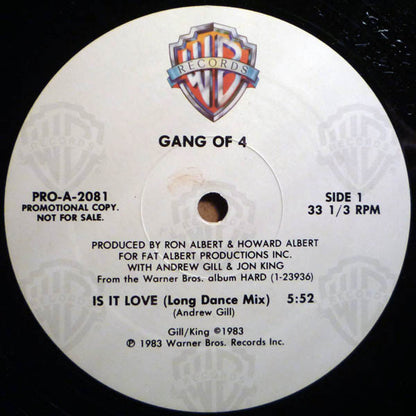 WB
RECORDS
GANG OF 4
PRO-A-2081
PROMOTIONAL COPY.
NOT FOR SALE.
SIDE 1
33 1/3 RPM
PRODUCED BY RON ALBERT & HOWARD ALBERT
FOR FAT ALBERT PRODUCTIONS INC.
WITH ANDREW GILL & JON KING
From the Warner Bros. album HARD (1-23936)
IS IT LOVE (Long Dance Mix) 5:52
(Andrew Gill)
Gill/King ©1983
℗ 1983 Warner Bros. Records Inc.